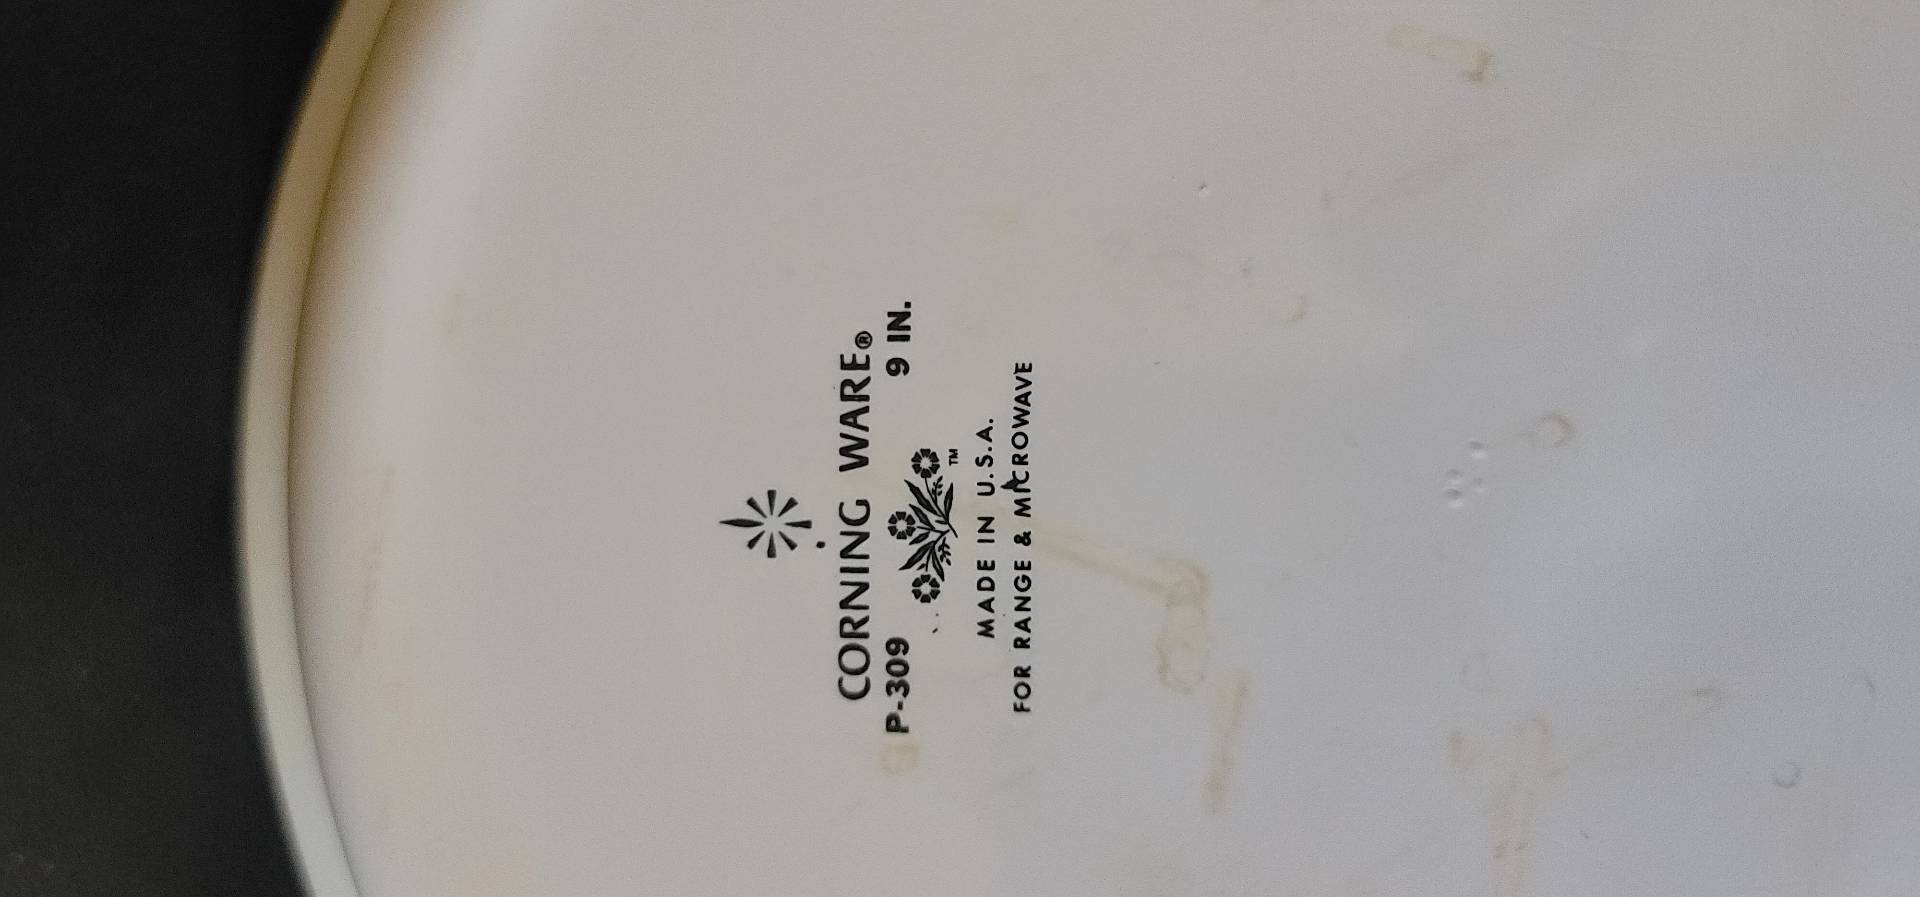 CORNING WARE®
P-309 9 IN.
TM
MADE IN U.S.A.
FOR RANGE & MICROWAVE